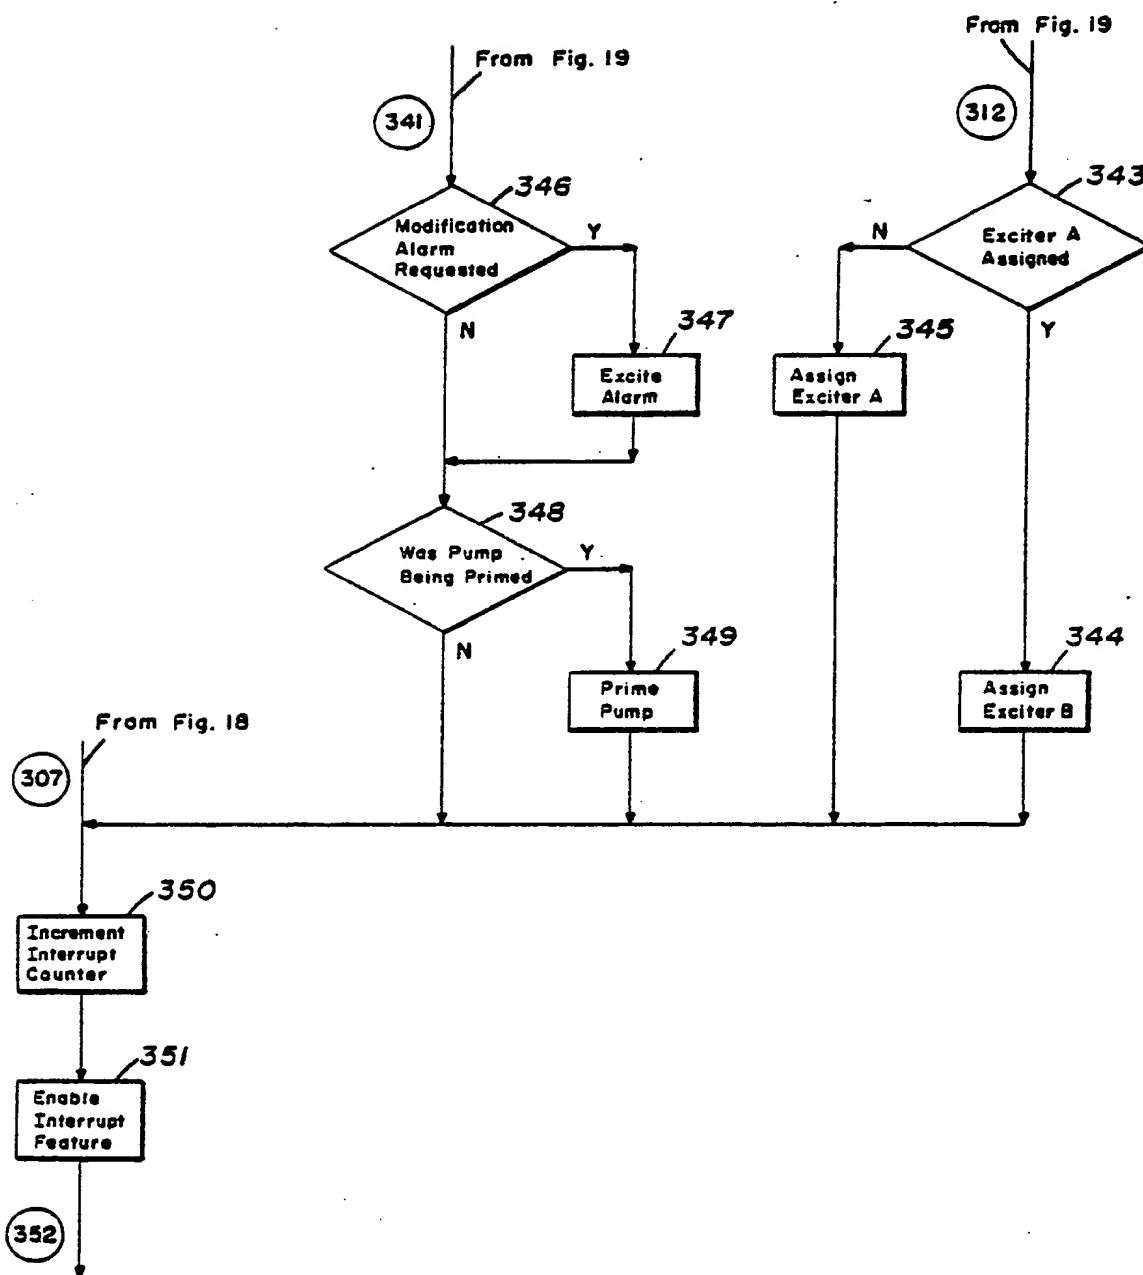 From Fig. 19
From Fig. 19
341
312
346
343
Modification
Alarm
Requested
Y
N
N
Exciter A
Assigned
Y
347
345
Excite
Alarm
Assign
Exciter A
348
Was Pump
Being Primed
Y
N
349
344
Prime
Pump
Assign
Exciter B
From Fig. 18
307
350
Increment
Interrupt
Counter
351
Enable
Interrupt
Feature
352